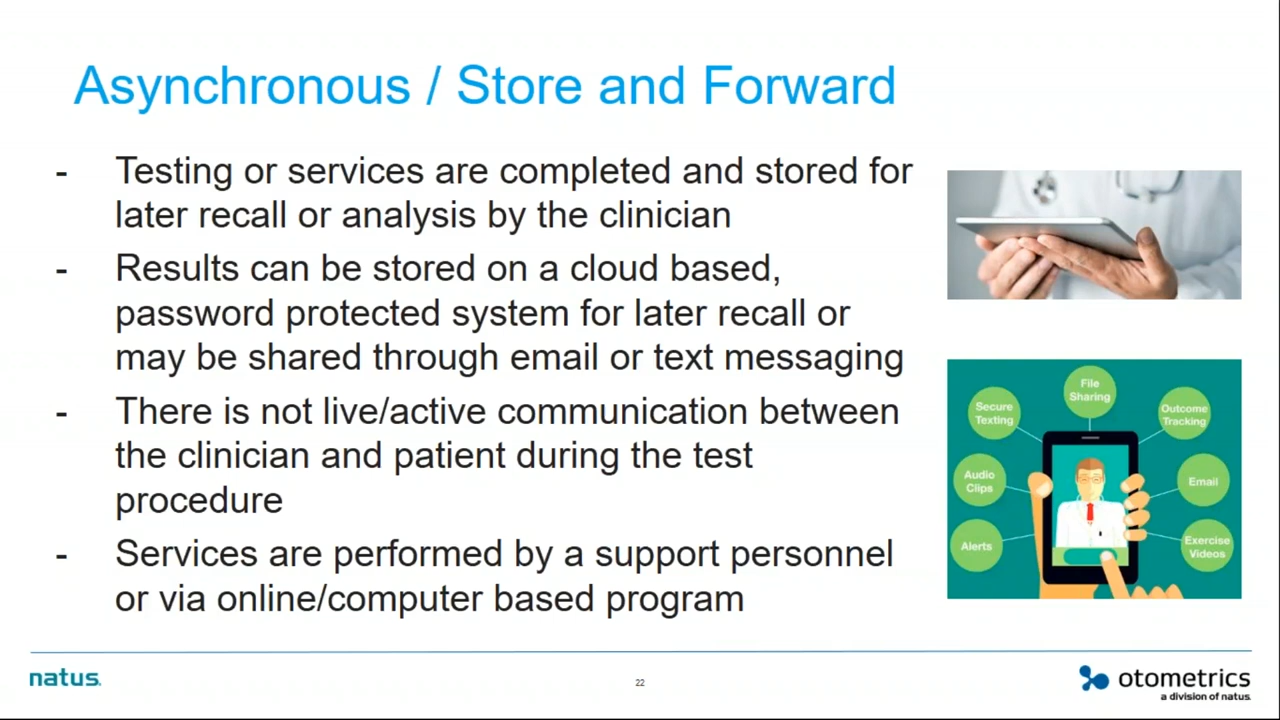 Asynchronous / Store and Forward
- Testing or services are completed and stored for
later recall or analysis by the clinician
- Results can be stored on a cloud based,
password protected system for later recall or
may be shared through email or text messaging
- There is not live/active communication between
the clinician and patient during the test
procedure
- Services are performed by a support personnel
or via online/computer based program
File
Sharing
Secure
Texting
Outcome
Tracking
Audio
Clips
Email
Alerts
Exercise
Videos
natus.
22
otometrics
a division of natus.